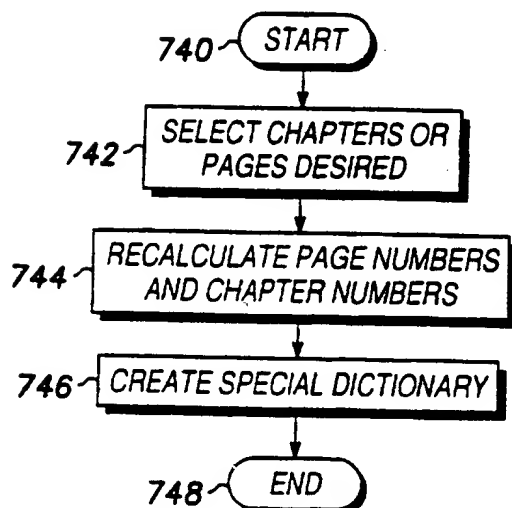 740 START
742 SELECT CHAPTERS OR
PAGES DESIRED
744 RECALCULATE PAGE NUMBERS
AND CHAPTER NUMBERS
746 CREATE SPECIAL DICTIONARY
748 END